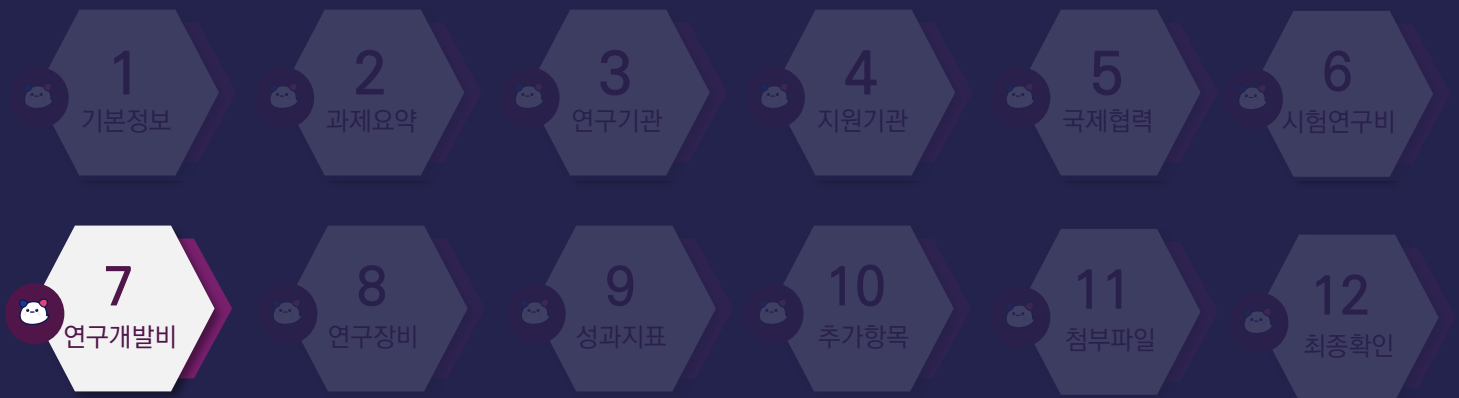 1
기본정보
2
과제요약
3
연구기관
4
지원기관
5
국제협력
6
시험연구비
7
연구개발비
8
연구장비
9
성과지표
10
추가항목
11
첨부파일
12
최종확인